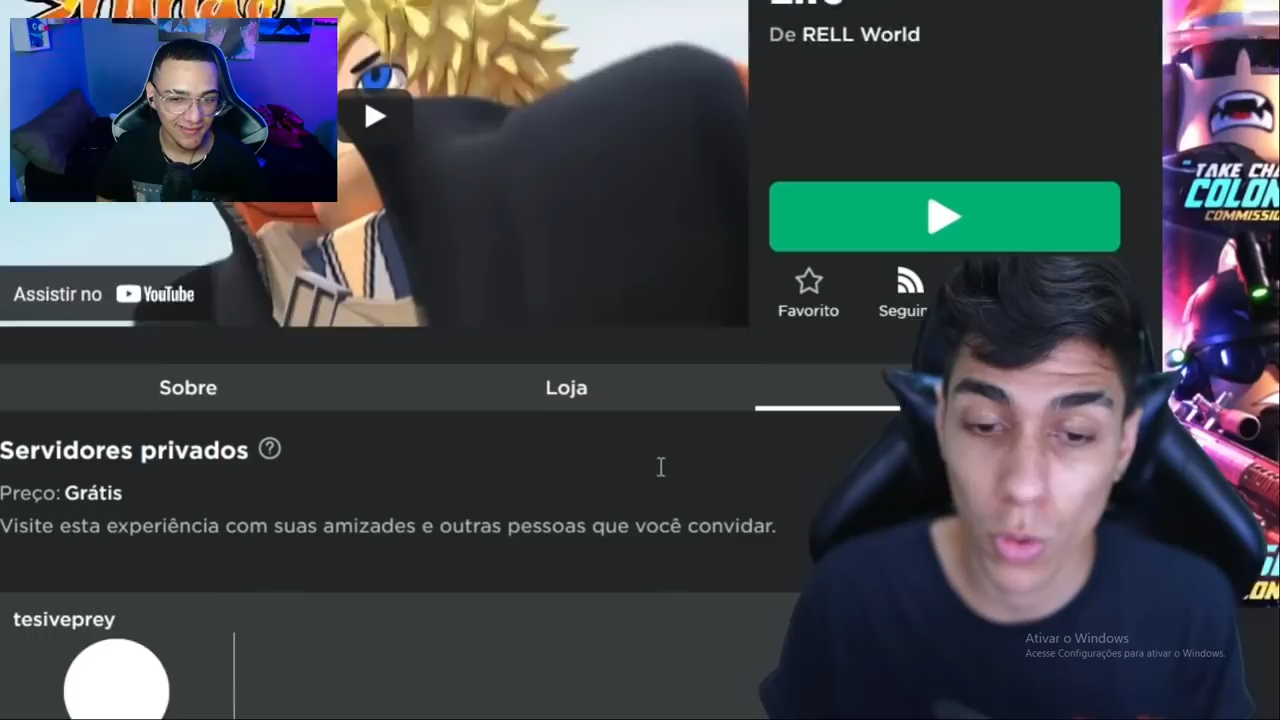 De RELL World
Assistir no YouTube
Favorito
Seguir
Sobre
Loja
Servidores privados
Preço: Grátis
Visite esta experiência com suas amizades e outras pessoas que você convidar.
tesiveprey
TAKE CHA
COLON
COMMISSIO
Ativar o Windows
Acesse Configurações para ativar o Windows.